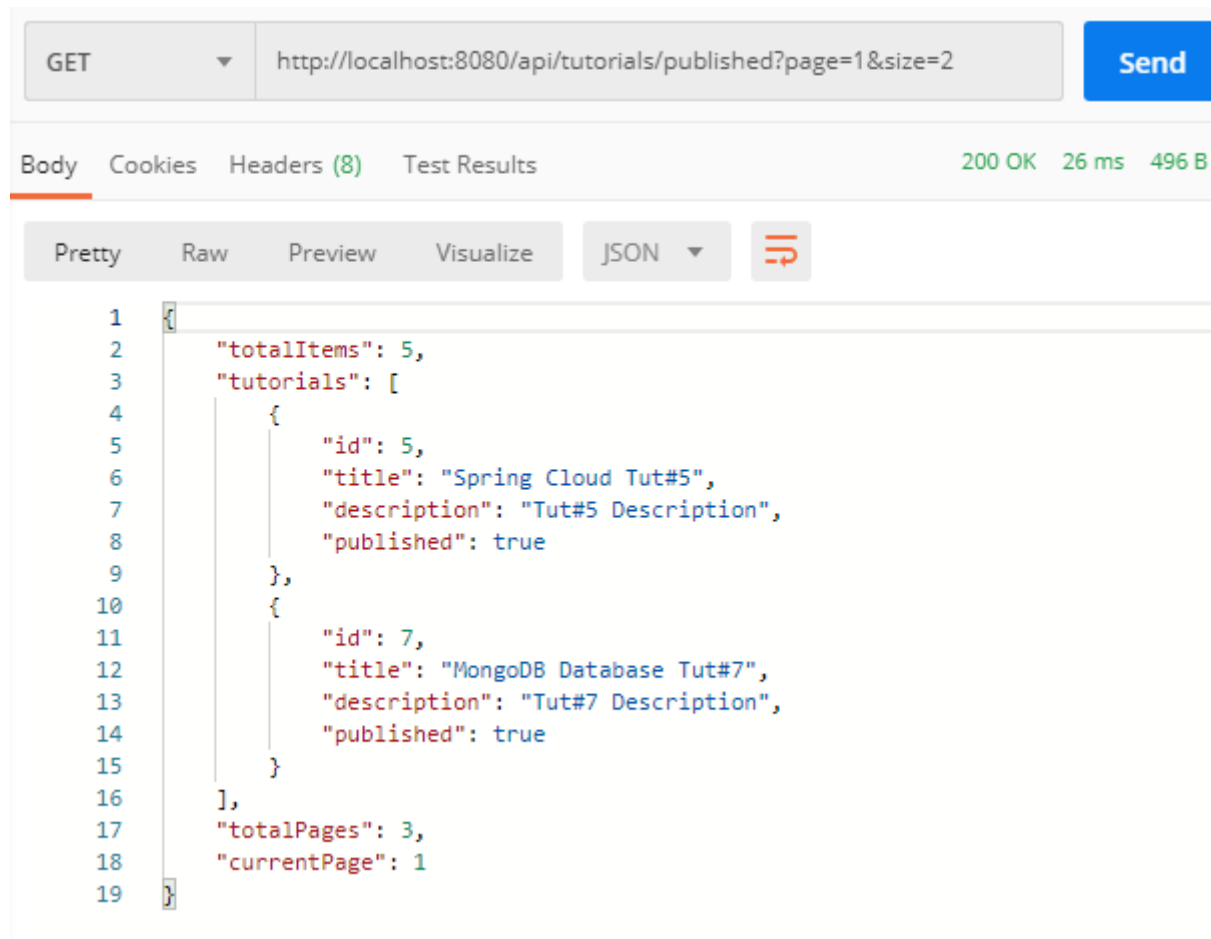 GET http://localhost:8080/api/tutorials/published?page=1&size=2 Send
Body Cookies Headers (8) Test Results 200 OK 26 ms 496 B
Pretty Raw Preview Visualize JSON
1 {
2 "totalItems": 5,
3 "tutorials": [
4 {
5 "id": 5,
6 "title": "Spring Cloud Tut#5",
7 "description": "Tut#5 Description",
8 "published": true
9 },
10 {
11 "id": 7,
12 "title": "MongoDB Database Tut#7",
13 "description": "Tut#7 Description",
14 "published": true
15 }
16 ],
17 "totalPages": 3,
18 "currentPage": 1
19 }